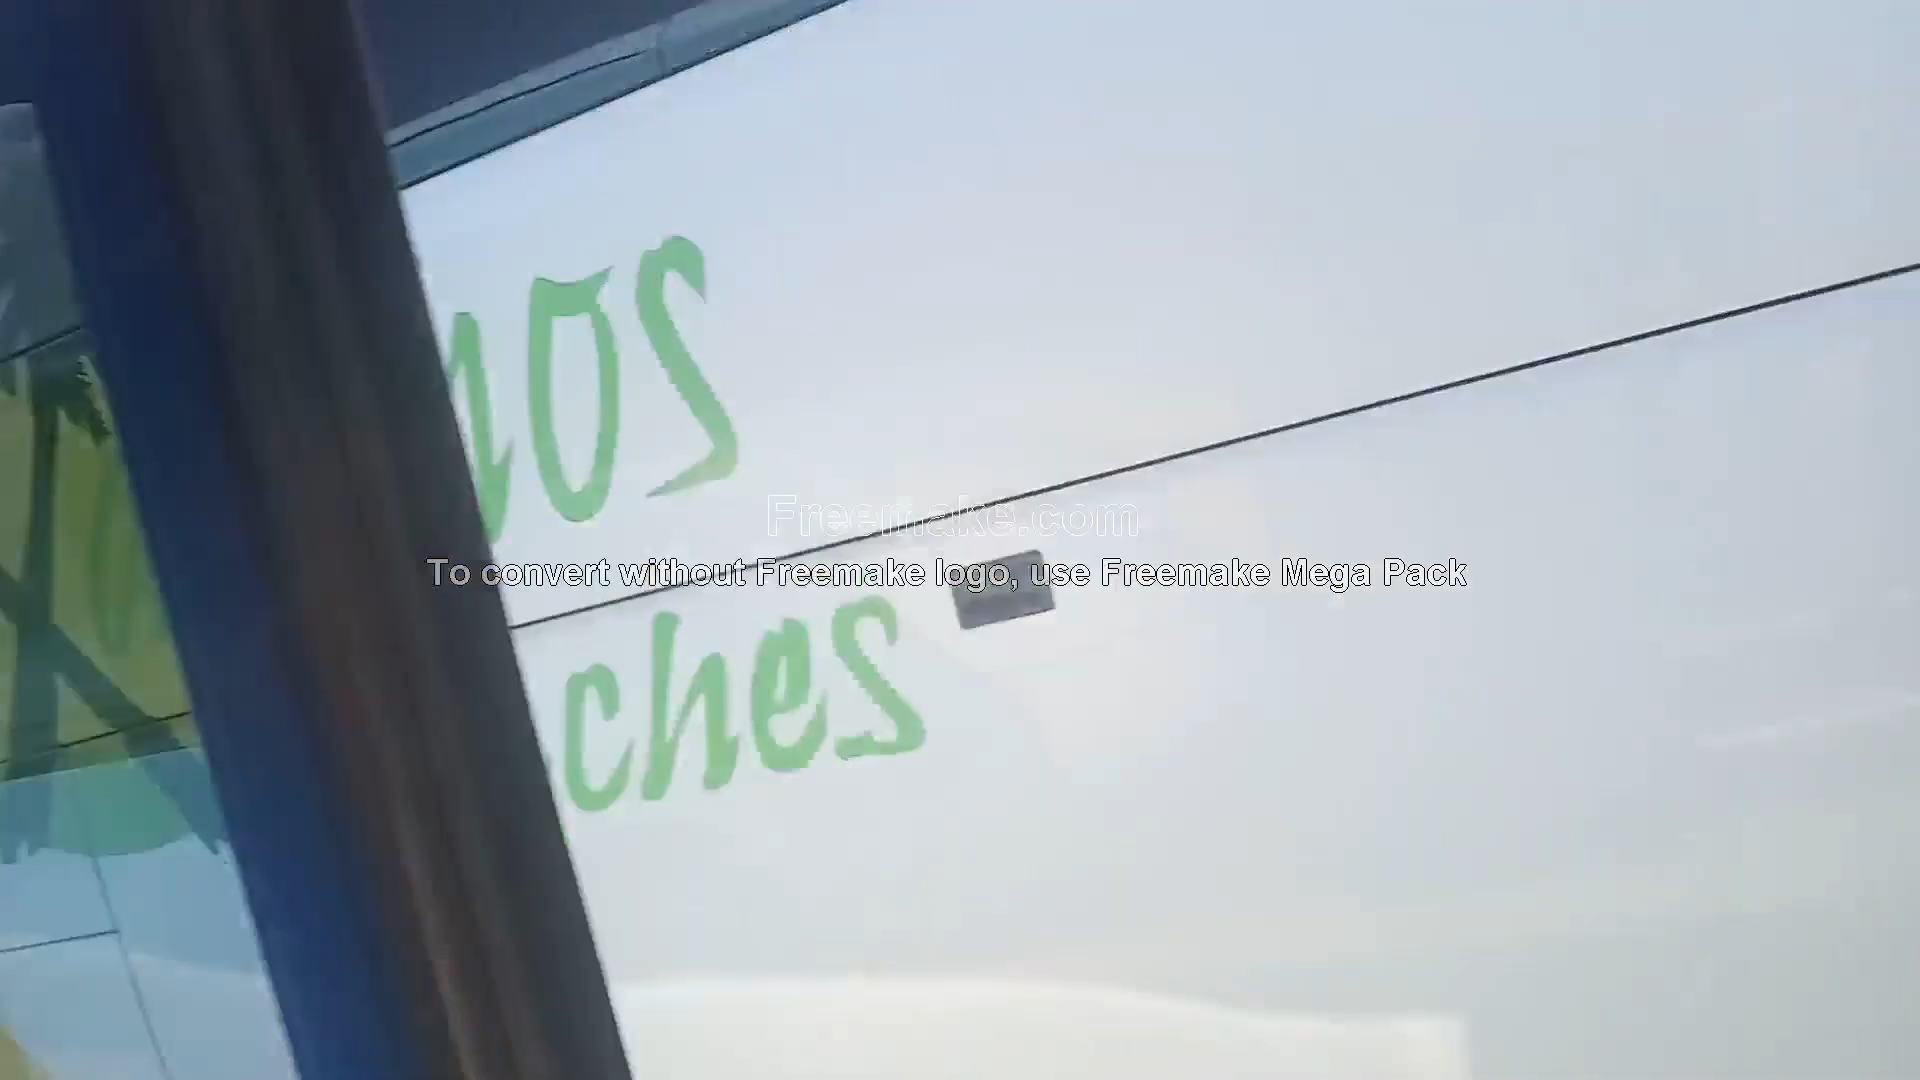 nos
Freemake.com
To convert without Freemake logo, use Freemake Mega Pack
ches